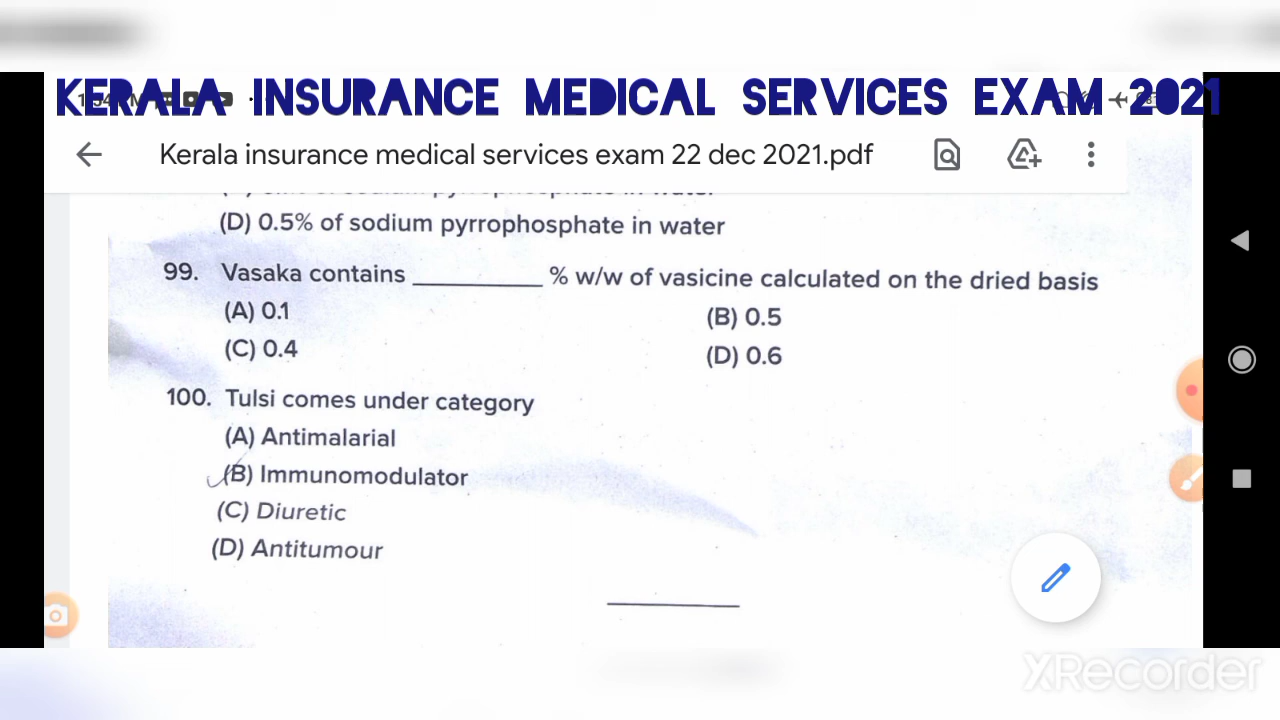 KERALA INSURANCE MEDICAL SERVICES EXAM 2021
Kerala insurance medical services exam 22 dec 2021.pdf
(D) 0.5% of sodium pyrrophosphate in water
99. Vasaka contains __________ % w/w of vasicine calculated on the dried basis
(A) 0.1 (B) 0.5
(C) 0.4 (D) 0.6
100. Tulsi comes under category
(A) Antimalarial
(B) Immunomodulator
(C) Diuretic
(D) Antitumour
XRecorder